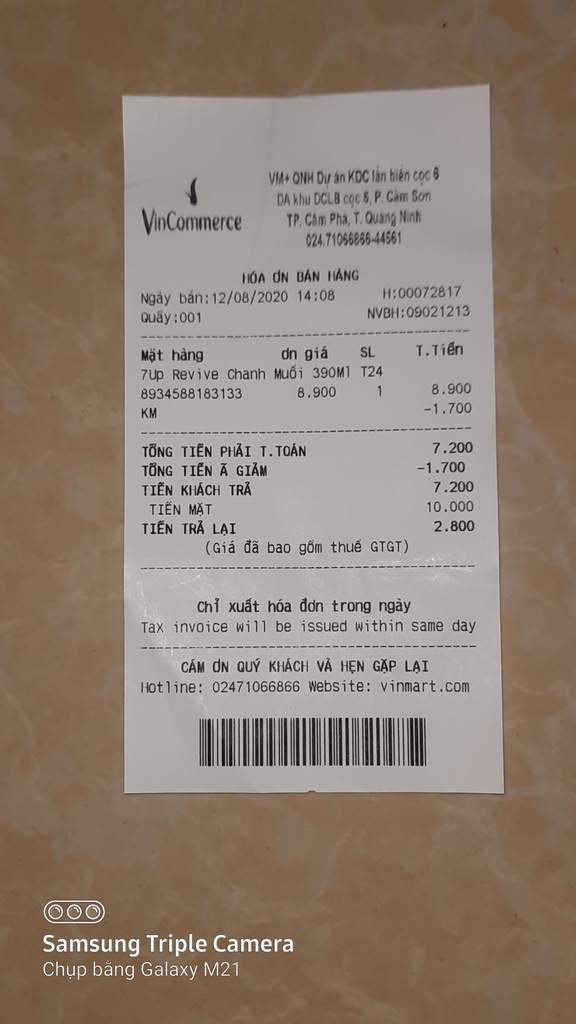 VinCommerce
VM+ QNH Dự án KDC lấn biển cọc 6
DA khu DCLB cọc 6, P. Cẩm Sơn
TP. Cẩm Phả, T. Quảng Ninh
024.71066866-44561
HÓA ƠN BÁN HÀNG
Ngày bán:12/08/2020 14:08 H:00072817
Quầy:001 NVBH:09021213
Mặt hàng ơn giá SL T.Tiền
7Up Revive Chanh Muối 390Ml T24
8934588183133 8.900 1 8.900
KM -1.700
TỔNG TIỀN PHẢI T.TOÁN 7.200
TỔNG TIỀN Ã GIẢM -1.700
TIỀN KHÁCH TRẢ 7.200
TIỀN MẶT 10.000
TIỀN TRẢ LẠI 2.800
(Giá đã bao gồm thuế GTGT)
Chỉ xuất hóa đơn trong ngày
Tax invoice will be issued within same day
CÁM ƠN QUÝ KHÁCH VÀ HẸN GẶP LẠI
Hotline: 02471066866 Website: vinmart.com
Samsung Triple Camera
Chụp bằng Galaxy M21